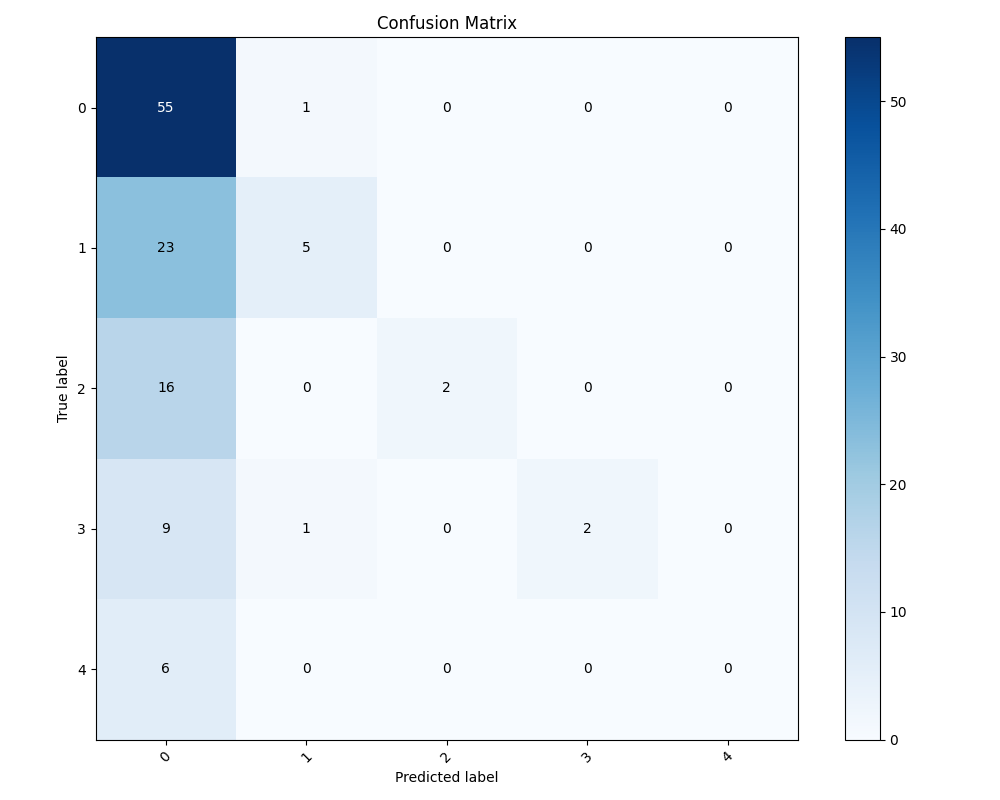 Confusion Matrix
0 55 1 0 0 0
1 23 5 0 0 0
2 16 0 2 0 0
3 9 1 0 2 0
4 6 0 0 0 0
0 1 2 3 4
Predicted label
True label
50
40
30
20
10
0